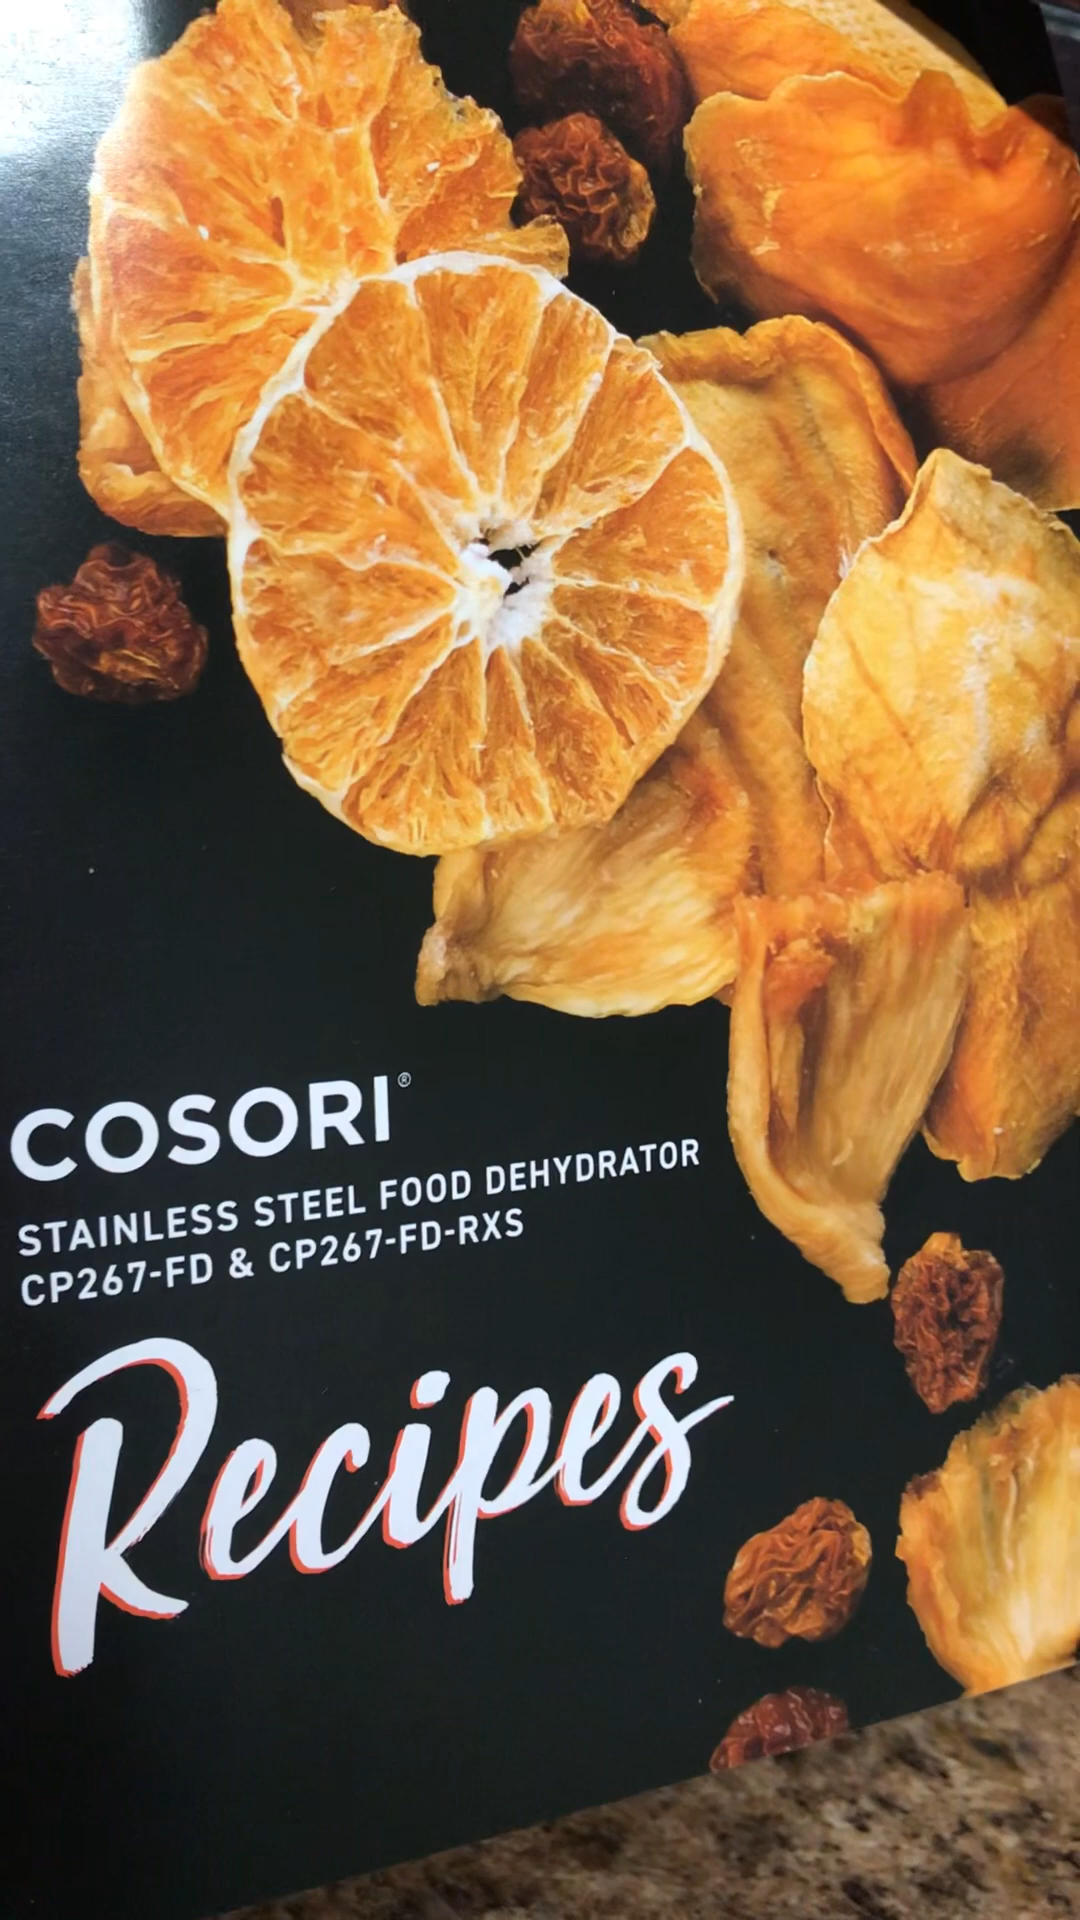 COSORI®
STAINLESS STEEL FOOD DEHYDRATOR
CP267-FD & CP267-FD-RXS
Recipes